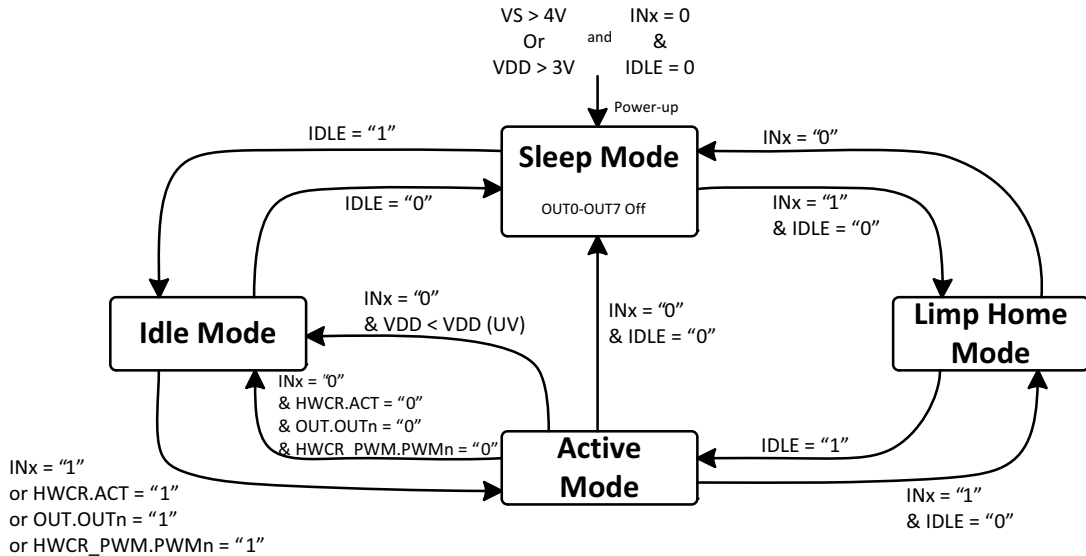 VS > 4V
Or
VDD > 3V
and
INx = 0
&
IDLE = 0
Power-up
IDLE = “1”
INx = “0”
Sleep Mode
OUT0-OUT7 Off
IDLE = “0”
INx = “1”
& IDLE = “0”
INx = “0”
& VDD < VDD (UV)
INx = “0”
& IDLE = “0”
Idle Mode
Limp Home
Mode
INx = “0”
& HWCR.ACT = “0”
& OUT.OUTn = “0”
& HWCR_PWM.PWMn = “0”
Active
Mode
IDLE = “1”
INx = “1”
or HWCR.ACT = “1”
or OUT.OUTn = “1”
or HWCR_PWM.PWMn = “1”
INx = “1”
& IDLE = “0”